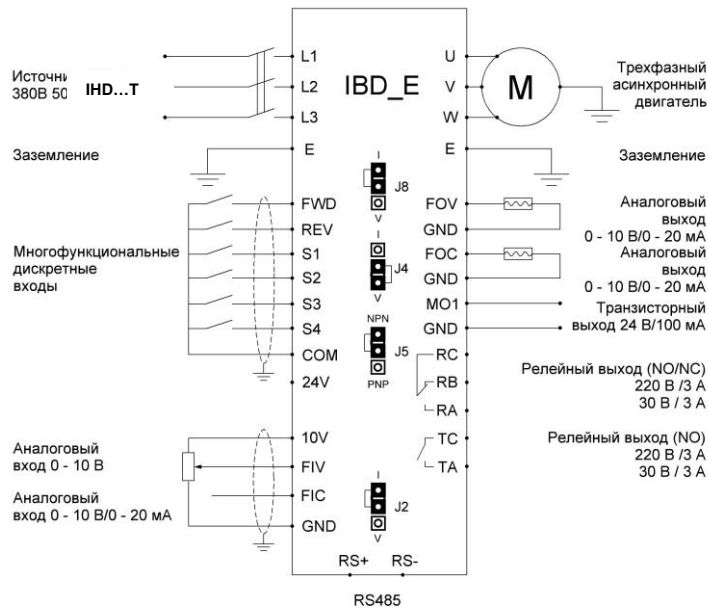 L1
L2
L3
E
380В 50
IHD...T
IBD_E
U
V
W
E
M
Трехфазный
асинхронный
двигатель
Заземление
Заземление
FWD
REV
S1
S2
S3
S4
COM
24V
Многофункциональные
дискретные
входы
I
J8
V
I
J4
V
NPN
J5
PNP
FOV
GND
FOC
GND
MO1
GND
RC
RB
RA
TC
TA
Аналоговый
выход
0 - 10 В/0 - 20 мА
Аналоговый
выход
0 - 10 В/0 - 20 мА
Транзисторный
выход 24 В/100 мА
Релейный выход (NO/NC)
220 В /3 А
30 В / 3 А
Релейный выход (NO)
220 В /3 А
30 В / 3 А
10V
FIV
FIC
GND
Аналоговый
вход 0 - 10 В
Аналоговый
вход 0 - 10 В/0 - 20 мА
I
J2
V
RS+ RS-
RS485